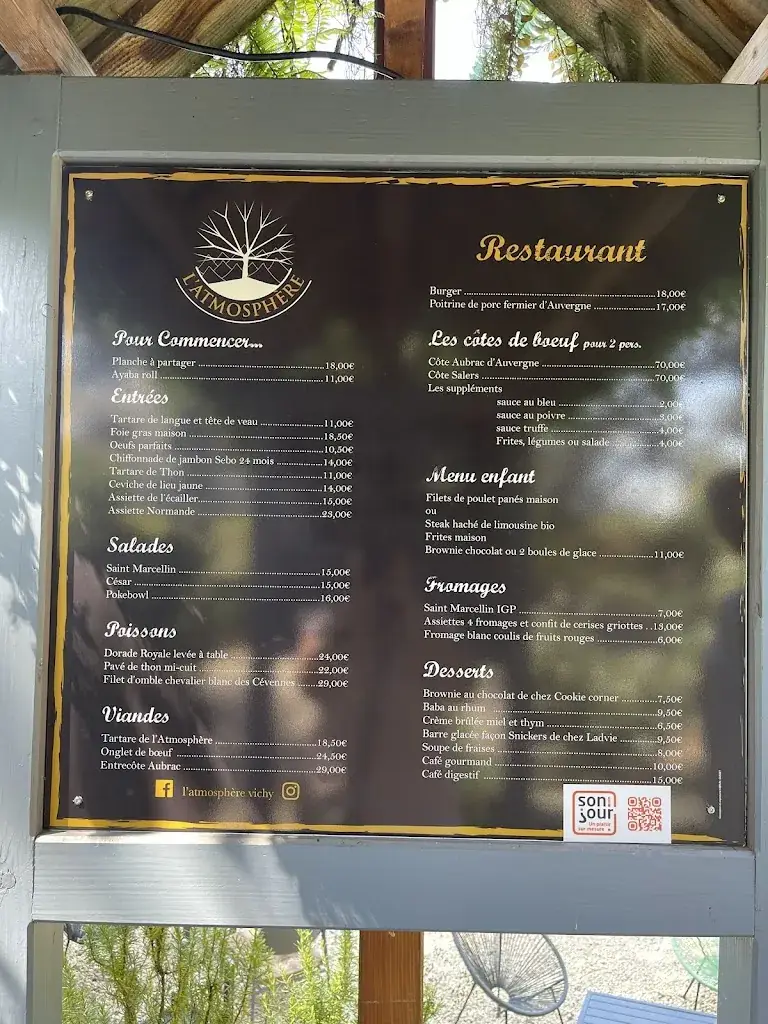 L'ATMOSPHÈRE
Pour Commencer...
Planche à partager ........ 18,00€
Ayaba roll ........ 11,00€
Entrées
Tartare de langue et tête de veau ........ 11,00€
Foie gras maison ........ 18,50€
Oeufs parfaits ........ 10,50€
Chiffonnade de jambon Sebo 24 mois ........ 14,00€
Tartare de Thon ........ 11,00€
Ceviche de lieu jaune ........ 14,00€
Assiette de l'écailler ........ 15,00€
Assiette Normande ........ 23,00€
Salades
Saint Marcellin ........ 15,00€
César ........ 15,00€
Pokebowl ........ 16,00€
Poissons
Dorade Royale levée à table ........ 24,00€
Pavé de thon mi-cuit ........ 22,00€
Filet d'omble chevalier blanc des Cévennes ........ 29,00€
Viandes
Tartare de l'Atmosphère ........ 18,50€
Onglet de bœuf ........ 24,50€
Entrecôte Aubrac ........ 29,00€
l'atmosphère vichy
Restaurant
Burger ........ 18,00€
Poitrine de porc fermier d'Auvergne ........ 17,00€
Les côtes de boeuf pour 2 pers.
Côte Aubrac d'Auvergne ........ 70,00€
Côte Salers ........ 70,00€
Les suppléments
sauce au bleu ........ 2,00€
sauce au poivre ........ 3,00€
sauce truffe ........ 4,00€
Frites, légumes ou salade ........ 4,00€
Menu enfant
Filets de poulet panés maison
ou
Steak haché de limousine bio
Frites maison
Brownie chocolat ou 2 boules de glace ........ 11,00€
Fromages
Saint Marcellin IGP ........ 7,00€
Assiettes 4 fromages et confit de cerises griottes .. 13,00€
Fromage blanc coulis de fruits rouges ........ 6,00€
Desserts
Brownie au chocolat de chez Cookie corner ........ 7,50€
Baba au rhum ........ 9,50€
Crème brûlée miel et thym ........ 6,50€
Barre glacée façon Snickers de chez Ladvie ........ 9,50€
Soupe de fraises ........ 8,00€
Café gourmand ........ 10,00€
Café digestif ........ 15,00€
son
jour
Un plaisir
sur mesure